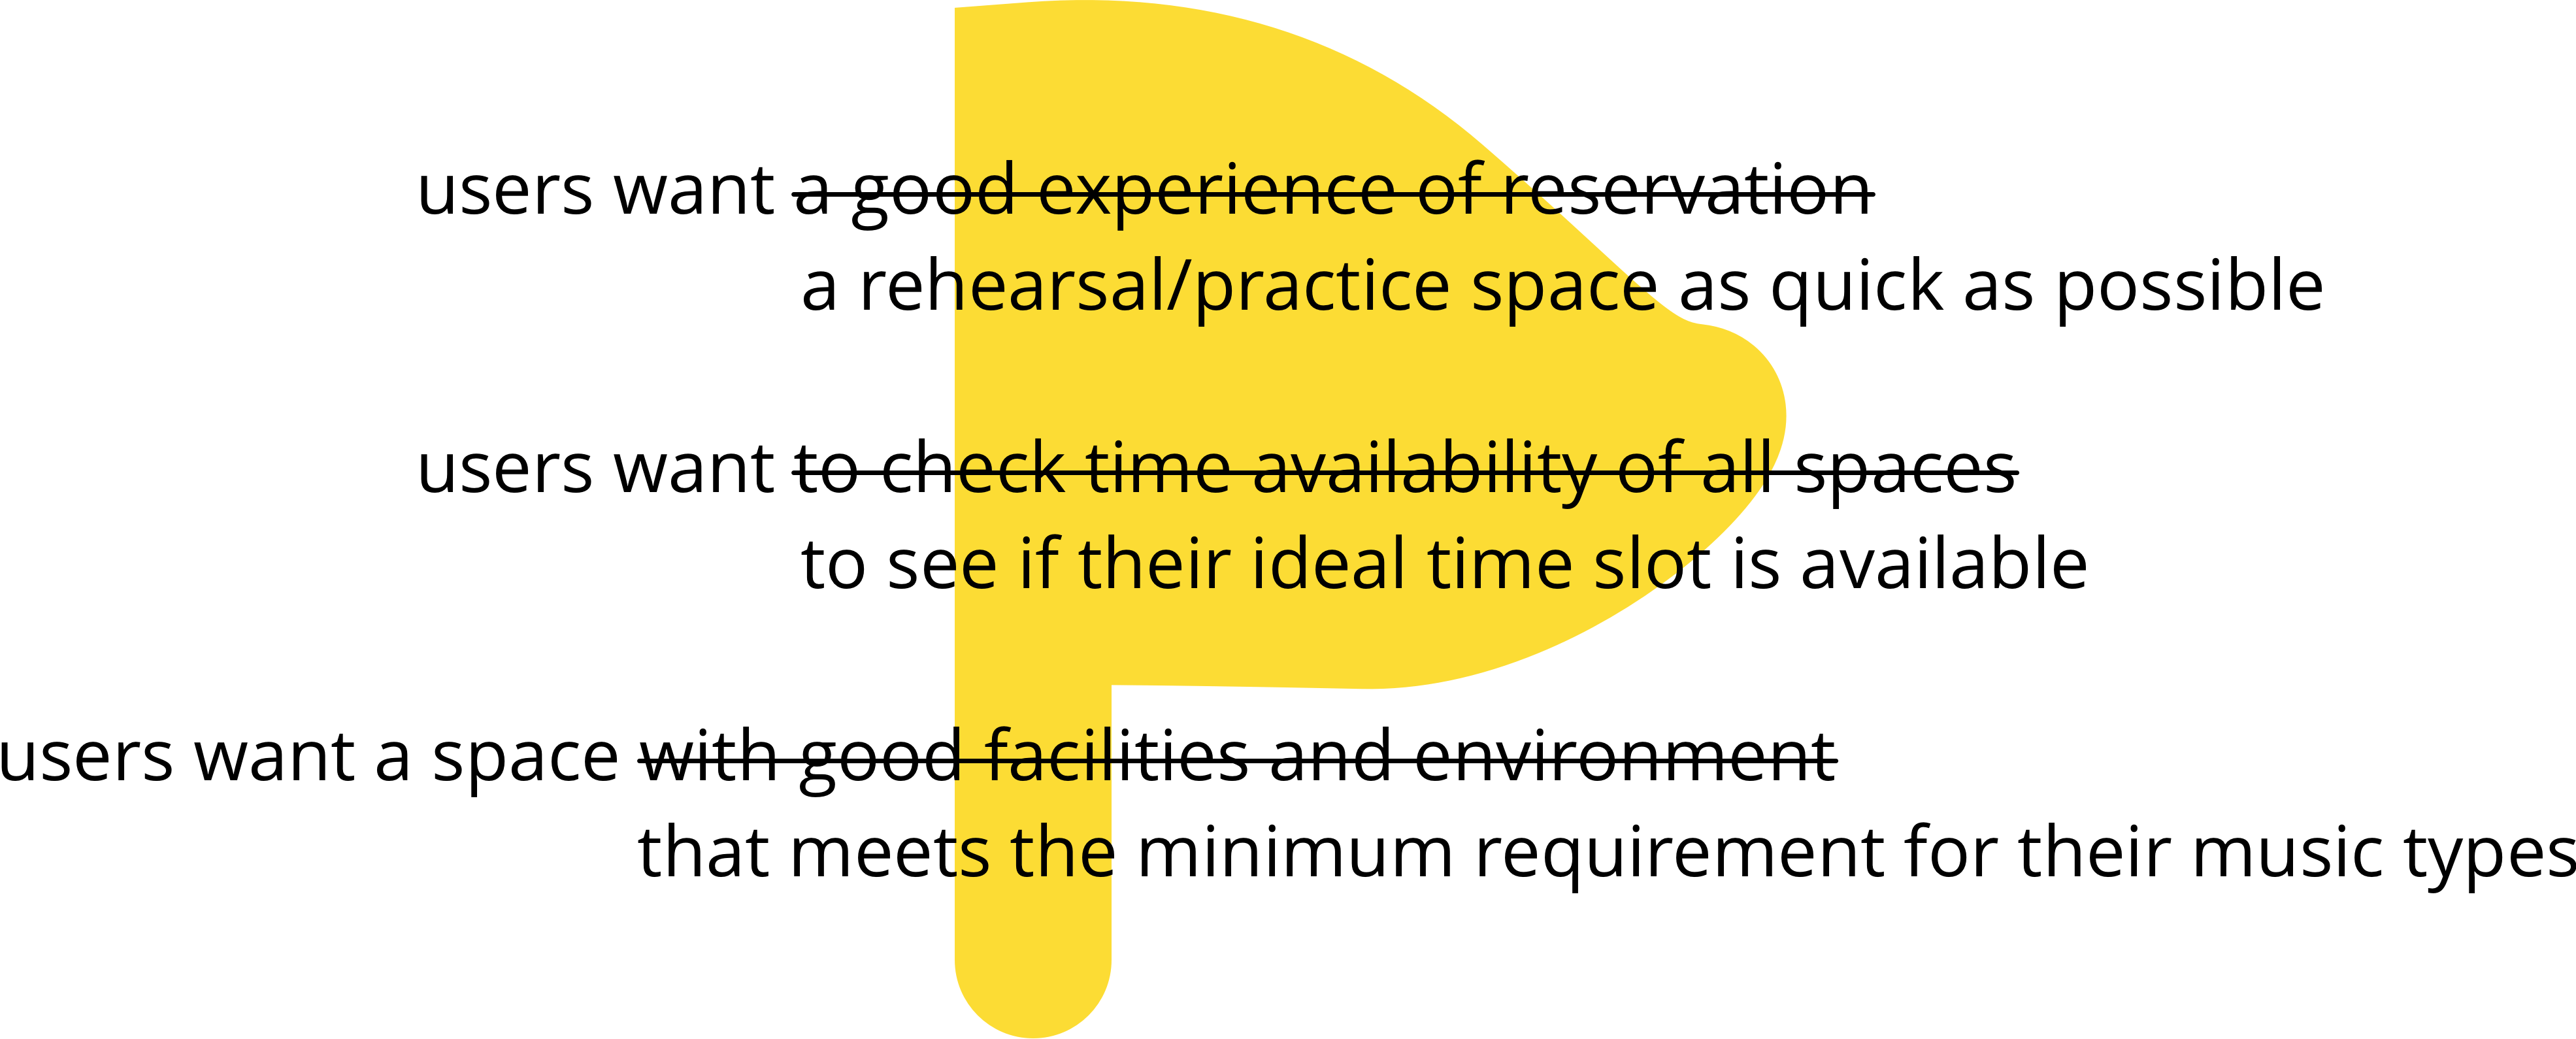 users want a good experience of reservation
a rehearsal/practice space as quick as possible
users want to check time availability of all spaces
to see if their ideal time slot is available
users want a space with good facilities and environment
that meets the minimum requirement for their music types